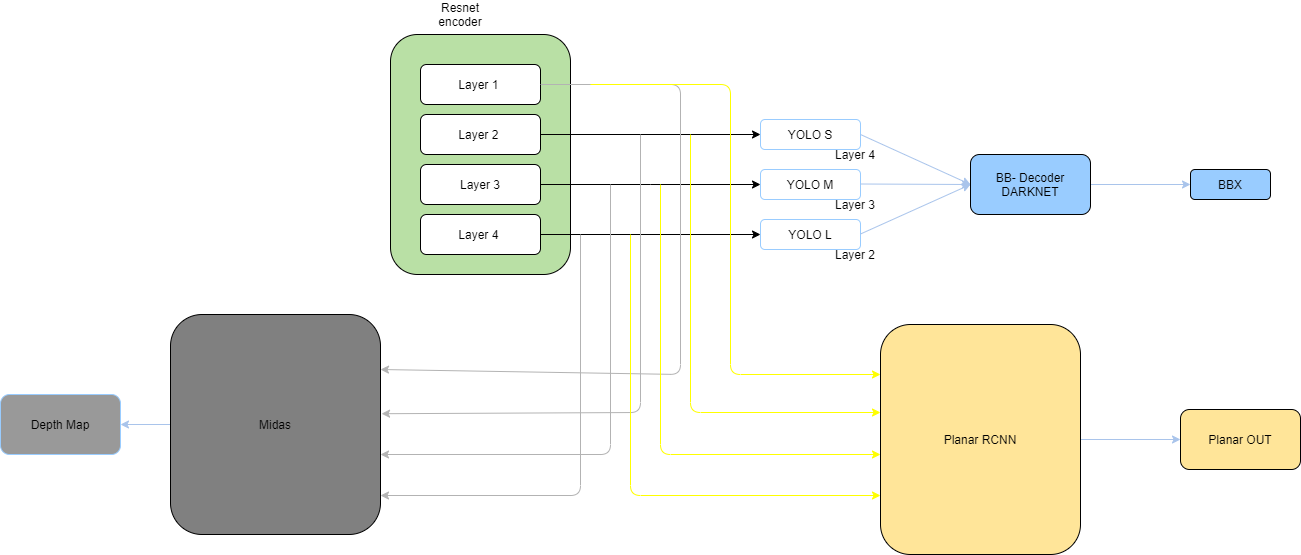 Resnet
encoder
Layer 1
Layer 2
Layer 3
Layer 4
YOLO S
Layer 4
YOLO M
Layer 3
YOLO L
Layer 2
BB- Decoder
DARKNET
BBX
Midas
Depth Map
Planar RCNN
Planar OUT